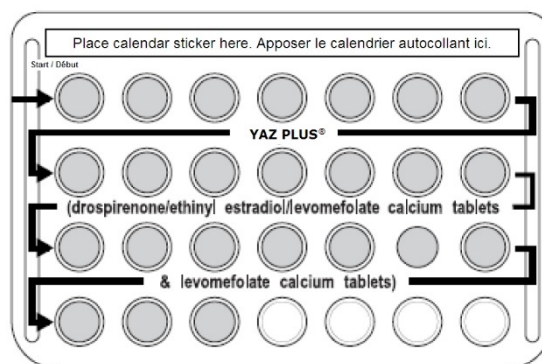 Place calendar sticker here. Apposer le calendrier autocollant ici.
Start / Début
YAZ PLUS®
(drospirenone/ethinyl estradiol/levomefolate calcium tablets
& levomefolate calcium tablets)